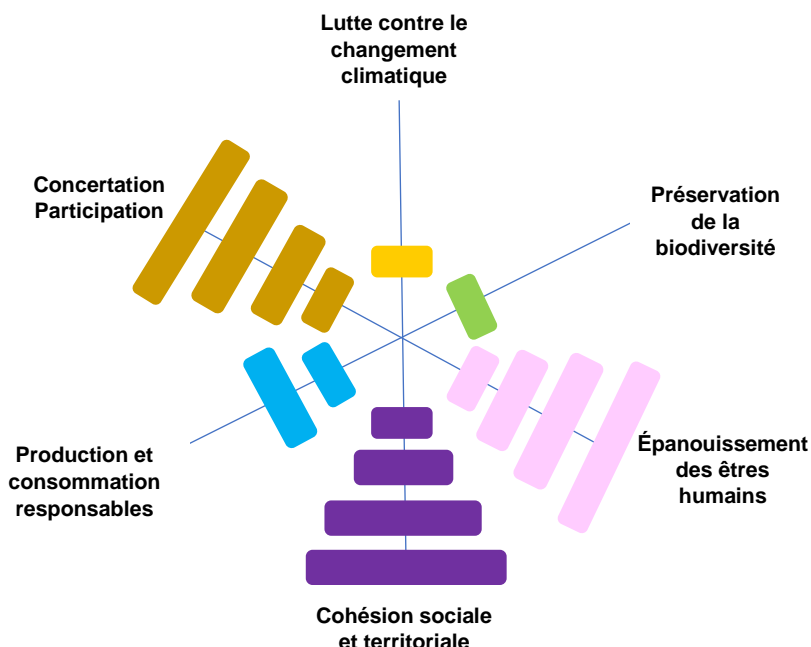 Lutte contre le
changement
climatique
Concertation
Participation
Préservation
de la
biodiversité
Production et
consommation
responsables
Épanouissement
des êtres
humains
Cohésion sociale
et territoriale